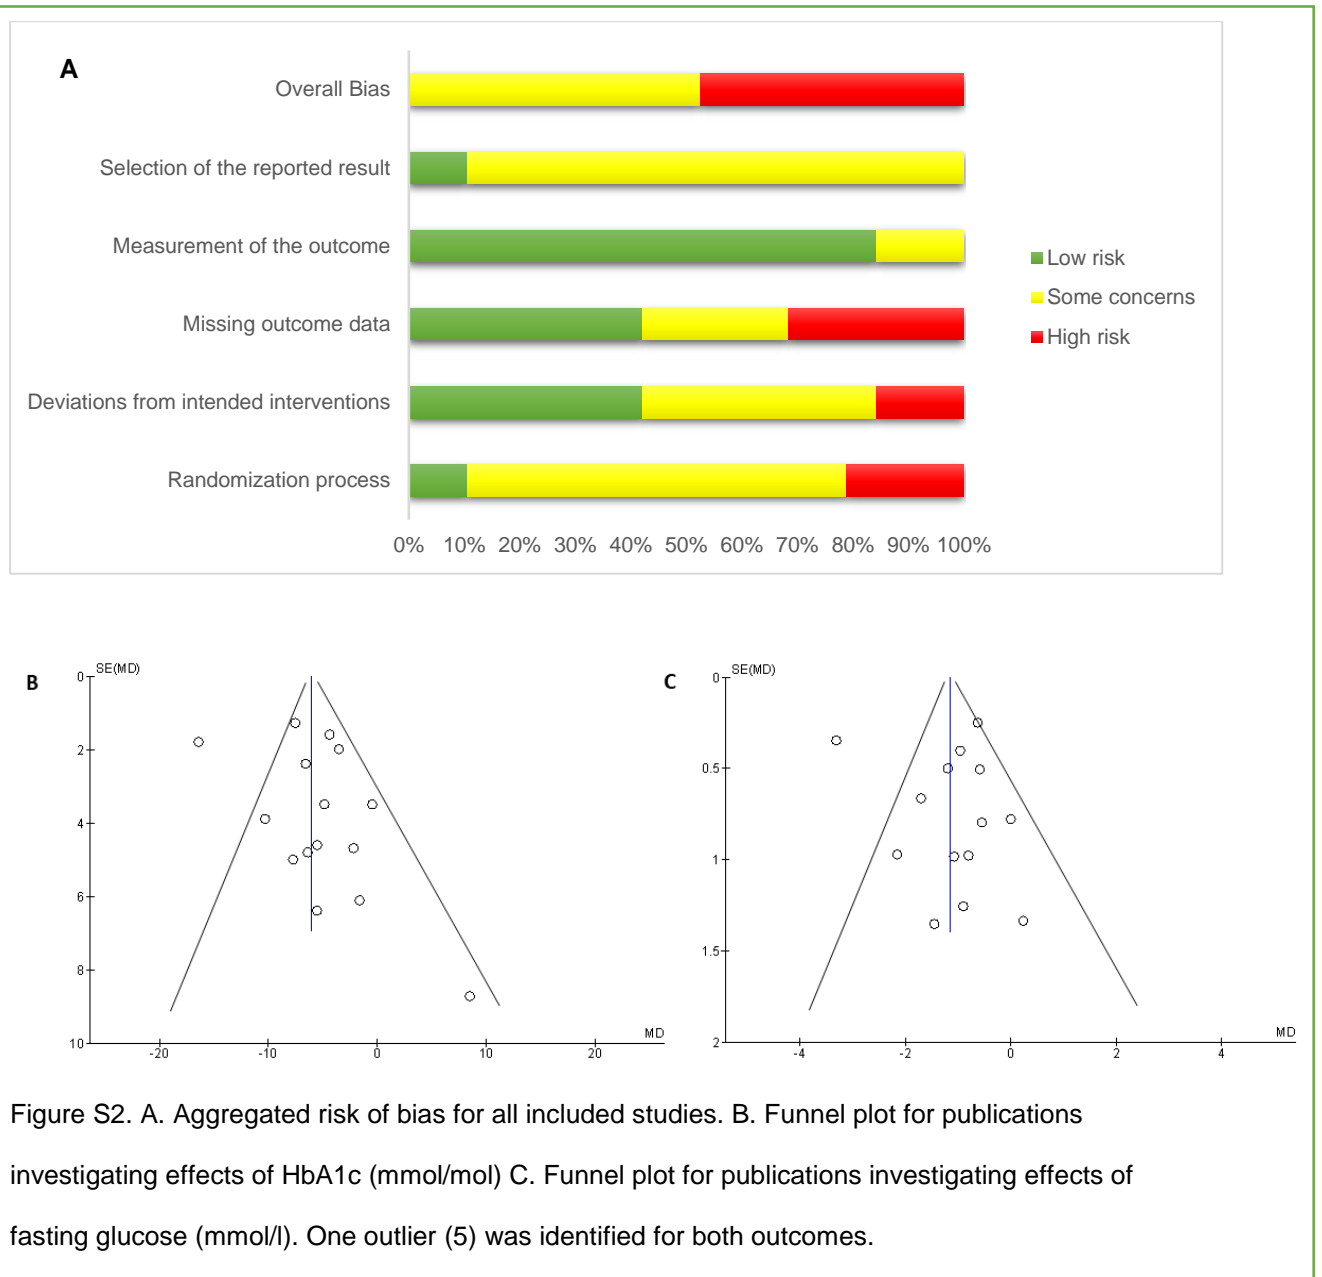 A
Overall Bias
Selection of the reported result
Measurement of the outcome
Missing outcome data
Deviations from intended interventions
Randomization process
0% 10% 20% 30% 40% 50% 60% 70% 80% 90% 100%
Low risk
Some concerns
High risk
B
SE(MD)
0
2
4
6
8
10
-20 -10 0 10 20
MD
C
SE(MD)
0
0.5
1
1.5
2
-4 -2 0 2 4
MD
Figure S2. A. Aggregated risk of bias for all included studies. B. Funnel plot for publications
investigating effects of HbA1c (mmol/mol) C. Funnel plot for publications investigating effects of
fasting glucose (mmol/l). One outlier (5) was identified for both outcomes.